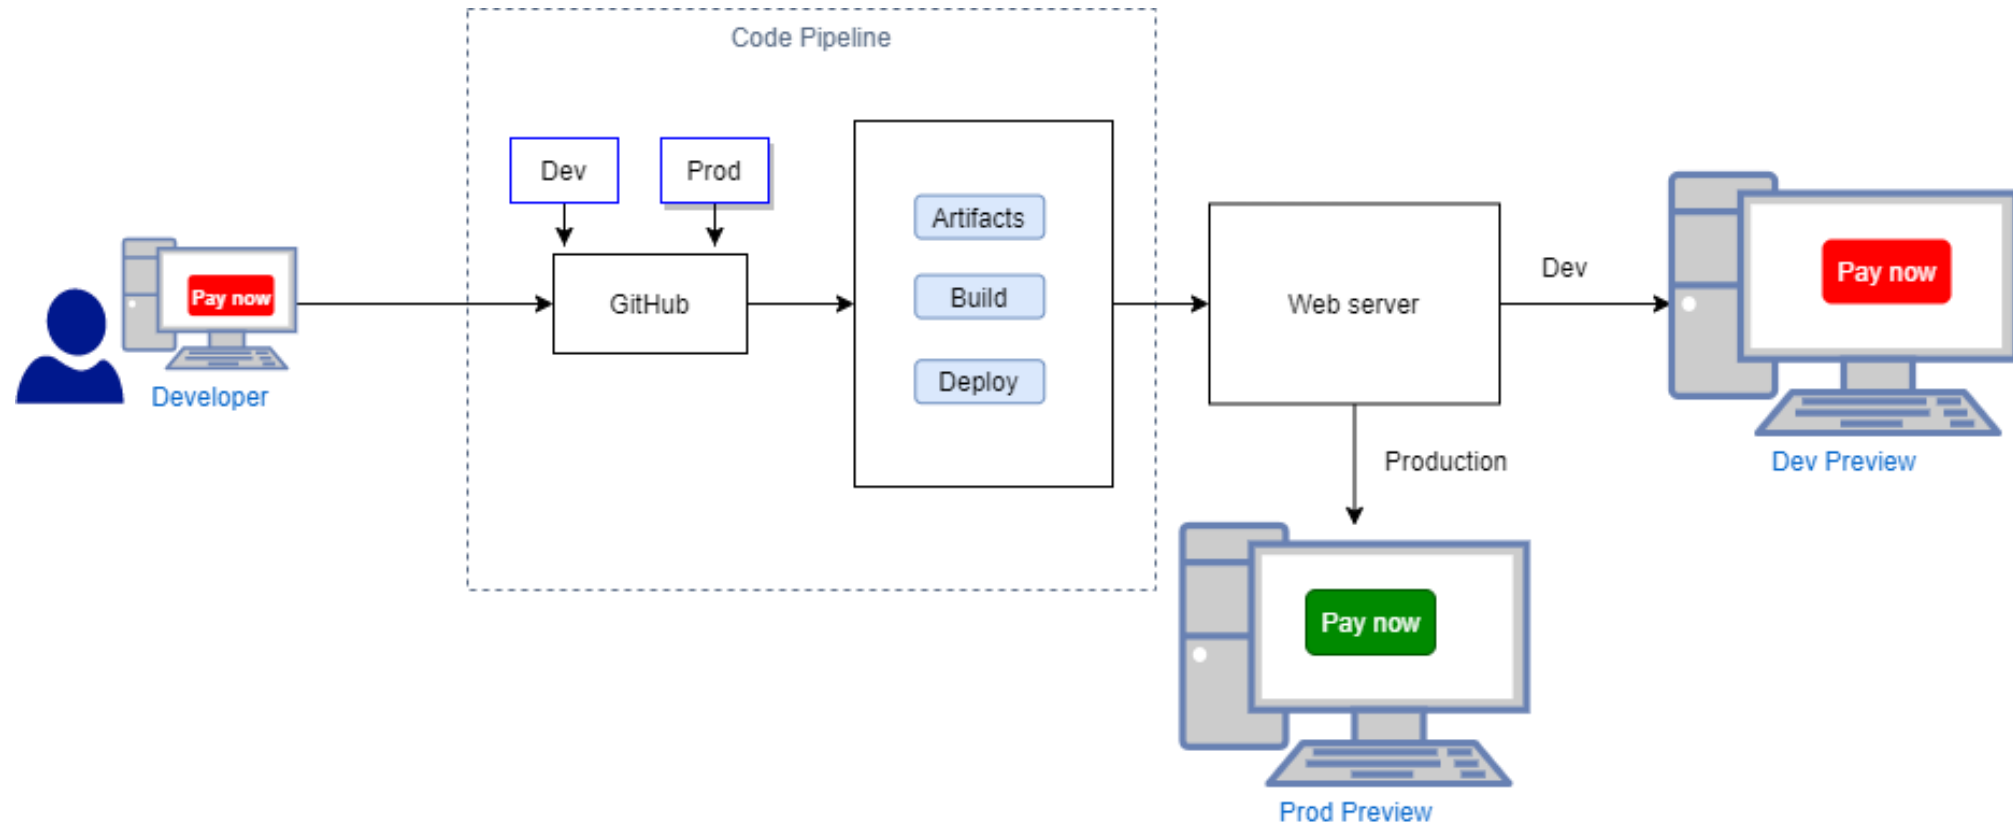 Code Pipeline
Dev
Prod
Artifacts
Build
Deploy
GitHub
Pay now
Developer
Web server
Dev
Pay now
Dev Preview
Production
Pay now
Prod Preview